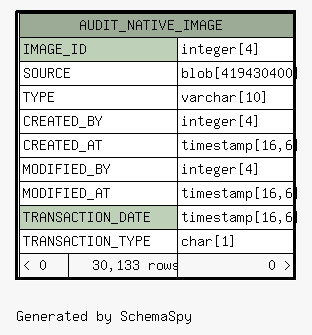 AUDIT_NATIVE_IMAGE
IMAGE_ID integer[4]
SOURCE blob[419430400]
TYPE varchar[10]
CREATED_BY integer[4]
CREATED_AT timestamp[16,6
MODIFIED_BY integer[4]
MODIFIED_AT timestamp[16,6
TRANSACTION_DATE timestamp[16,6
TRANSACTION_TYPE char[1]
< 0 30,133 rows 0 >
Generated by SchemaSpy